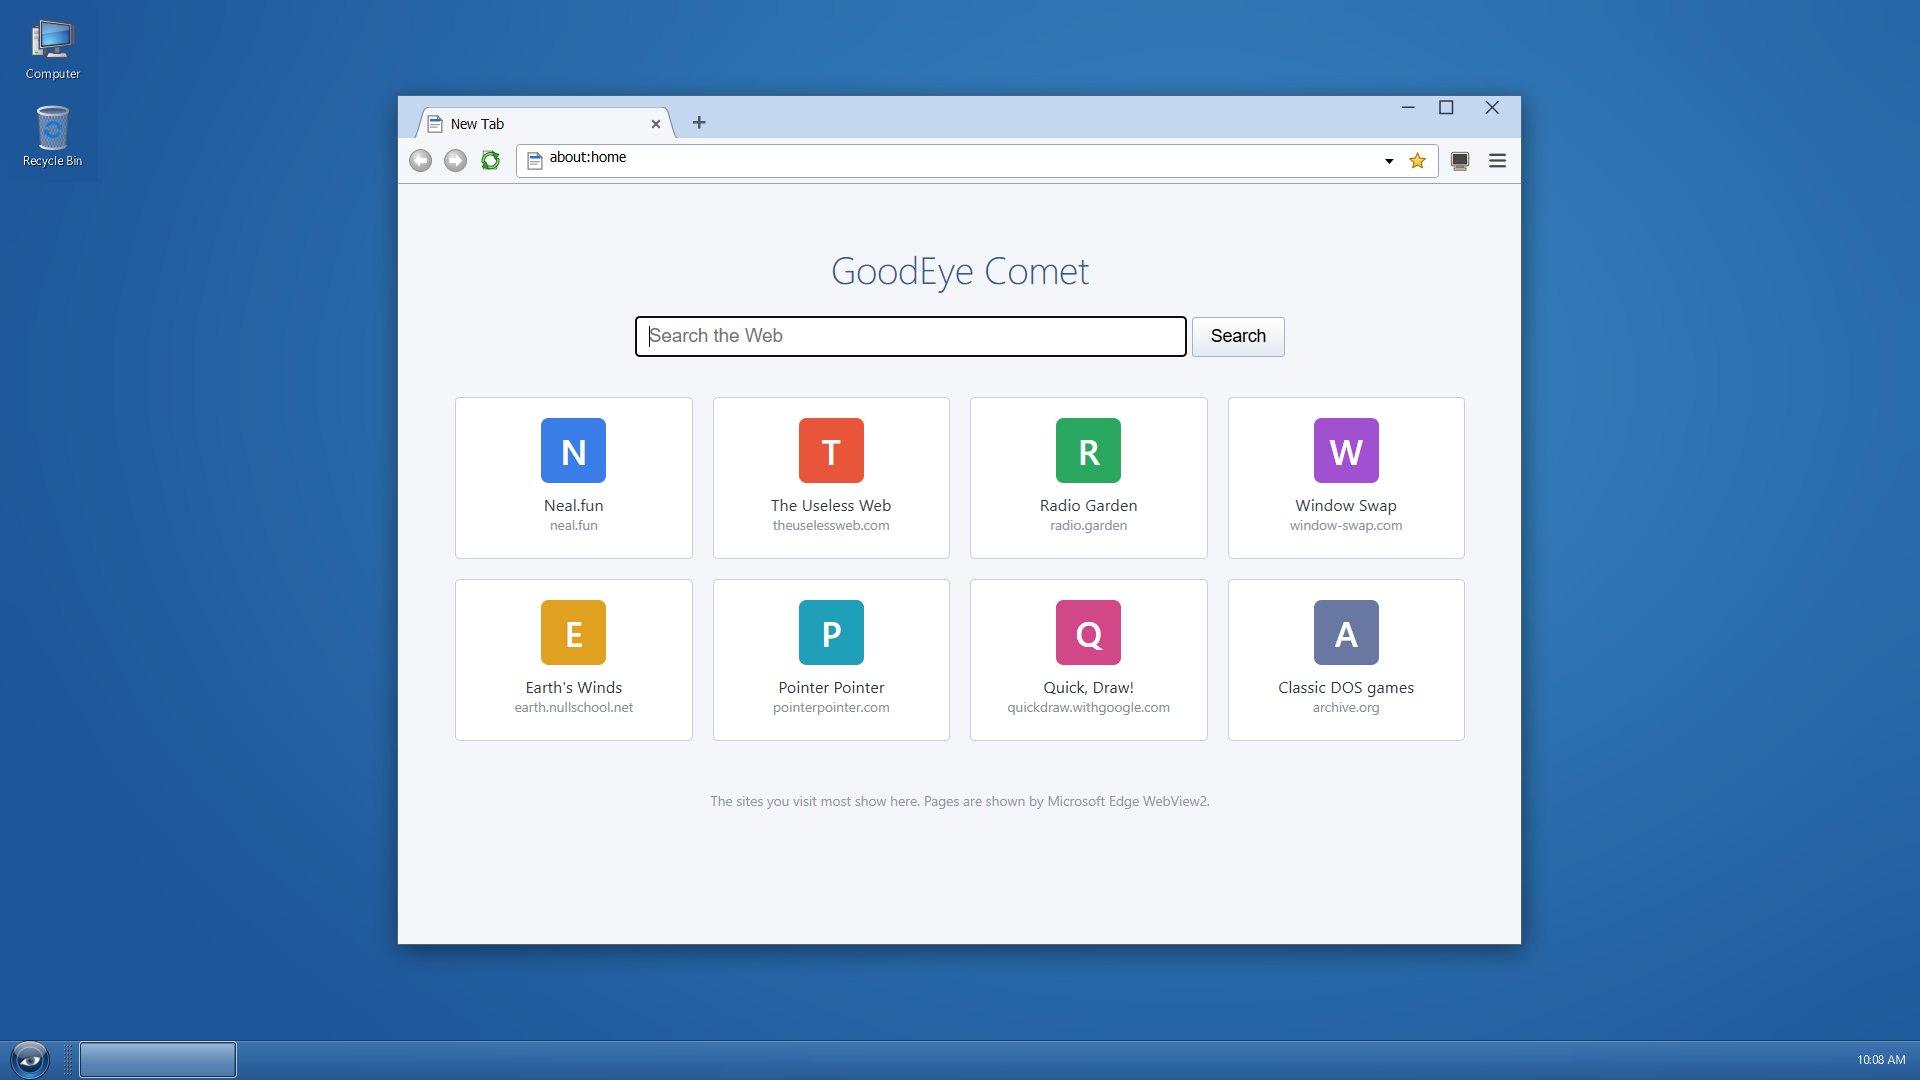 Computer
Recycle Bin
New Tab
about:home
GoodEye Comet
Search the Web
Search
N
T
R
W
Neal.fun
The Useless Web
Radio Garden
Window Swap
neal.fun
theuselessweb.com
radio.garden
window-swap.com
E
P
Q
A
Earth's Winds
Pointer Pointer
Quick, Draw!
Classic DOS games
earth.nullschool.net
pointerpointer.com
quickdraw.withgoogle.com
archive.org
The sites you visit most show here. Pages are shown by Microsoft Edge WebView2.
10:08 AM